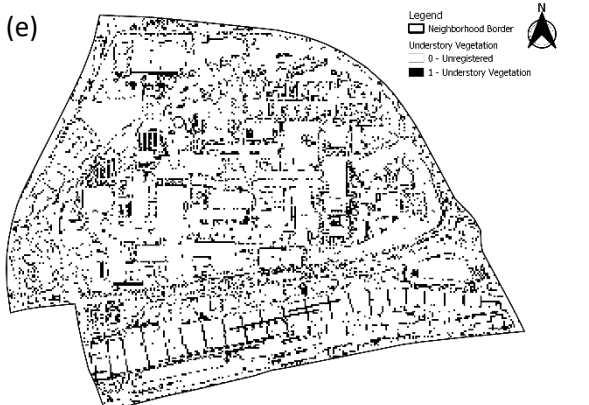 (e)
Legend
Neighborhood Border
Understory Vegetation
0 - Unregistered
1 - Understory Vegetation
N